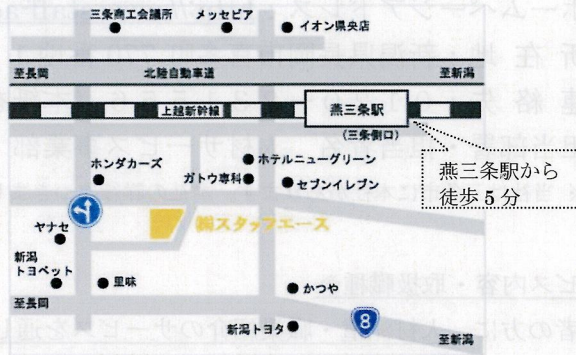 三条商工会議所
メッセピア
イオン県央店
至長岡
北陸自動車道
至新潟
上越新幹線
燕三条駅
(三条側口)
燕三条駅から
徒歩5分
ホンダカーズ
ホテルニューグリーン
ガトウ専科
セブンイレブン
㈱スタッフエース
ヤナセ
新潟
トヨペット
里味
かつや
至長岡
新潟トヨタ
8
至新潟